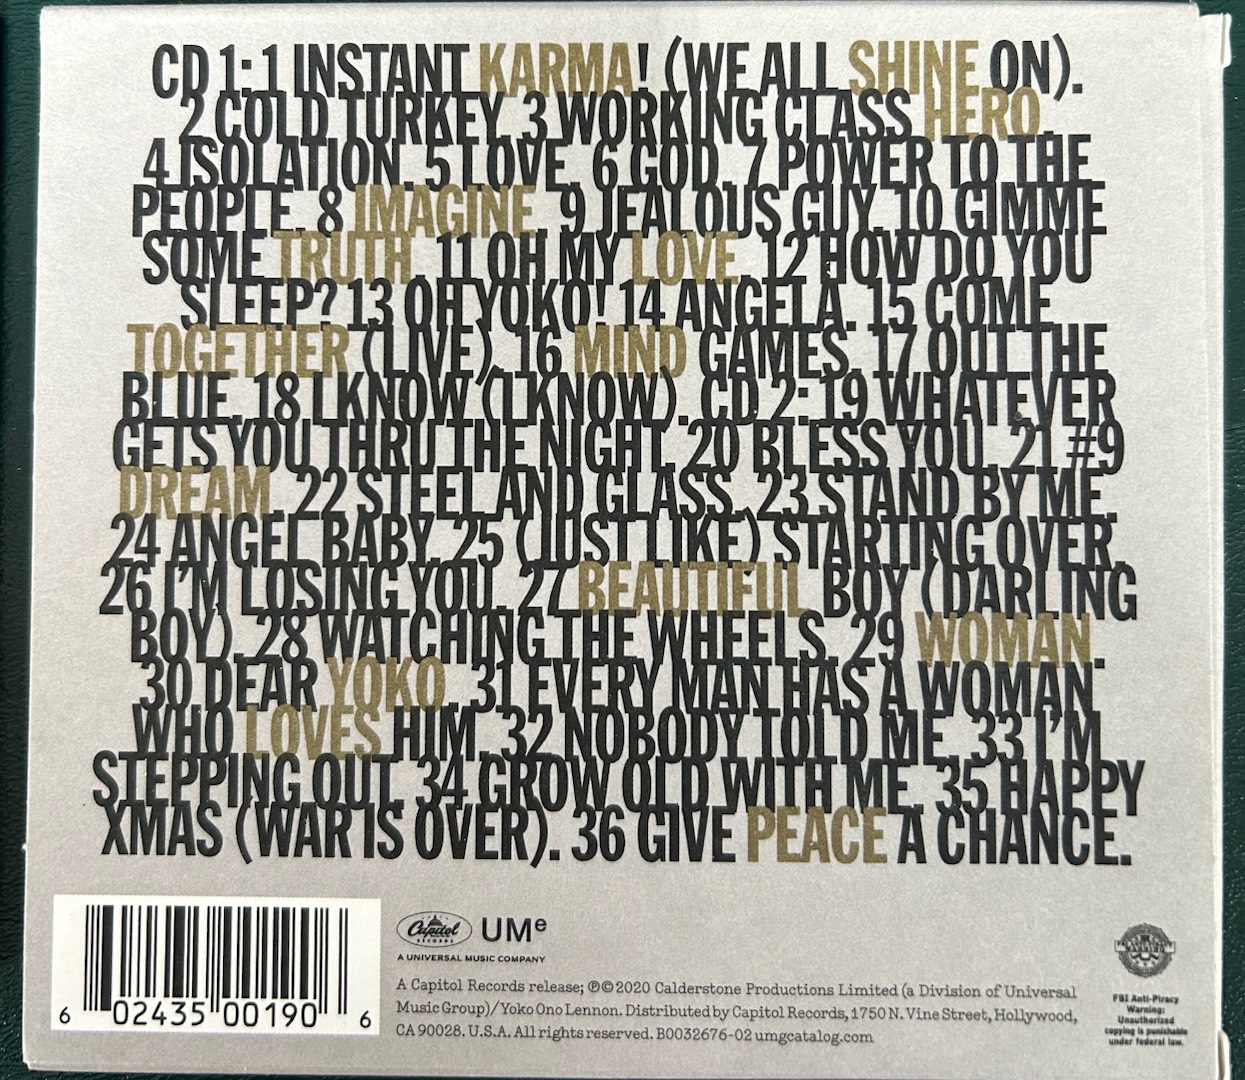 CD 1: 1 INSTANT KARMA! (WE ALL SHINE ON).
2 COLD TURKEY. 3 WORKING CLASS HERO.
4 ISOLATION. 5 LOVE. 6 GOD. 7 POWER TO THE
PEOPLE. 8 IMAGINE. 9 JEALOUS GUY. 10 GIMME
SOME TRUTH. 11 OH MY LOVE. 12 HOW DO YOU
SLEEP? 13 OH YOKO! 14 ANGELA. 15 COME
TOGETHER (LIVE). 16 MIND GAMES. 17 OUT THE
BLUE. 18 I KNOW (I KNOW). CD 2: 19 WHATEVER
GETS YOU THRU THE NIGHT. 20 BLESS YOU. 21 #9
DREAM. 22 STEEL AND GLASS. 23 STAND BY ME.
24 ANGEL BABY. 25 (JUST LIKE) STARTING OVER.
26 I'M LOSING YOU. 27 BEAUTIFUL BOY (DARLING
BOY). 28 WATCHING THE WHEELS. 29 WOMAN.
30 DEAR YOKO. 31 EVERY MAN HAS A WOMAN
WHO LOVES HIM. 32 NOBODY TOLD ME. 33 I'M
STEPPING OUT. 34 GROW OLD WITH ME. 35 HAPPY
XMAS (WAR IS OVER). 36 GIVE PEACE A CHANCE.
6 02435 00190 6
Capitol
RECORDS
UMe
A UNIVERSAL MUSIC COMPANY
A Capitol Records release; ℗©2020 Calderstone Productions Limited (a Division of Universal
Music Group)/Yoko Ono Lennon. Distributed by Capitol Records, 1750 N. Vine Street, Hollywood,
CA 90028. U.S.A. All rights reserved. B0032676-02 umgcatalog.com
FBI Anti-Piracy
Warning:
Unauthorized
copying is punishable
under federal law.